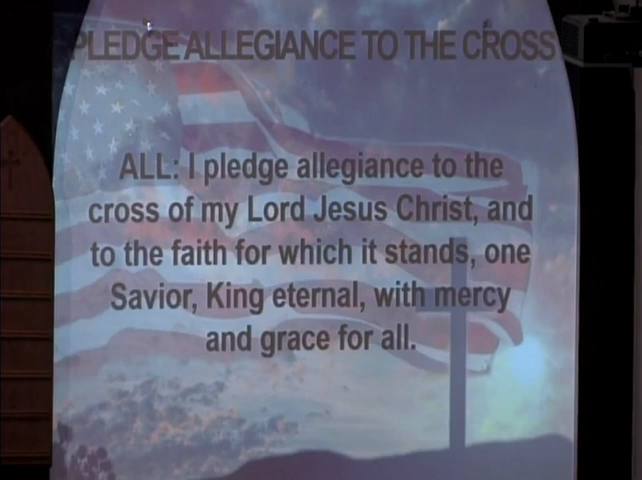 PLEDGE ALLEGIANCE TO THE CROSS
ALL: I pledge allegiance to the
cross of my Lord Jesus Christ, and
to the faith for which it stands, one
Savior, King eternal, with mercy
and grace for all.